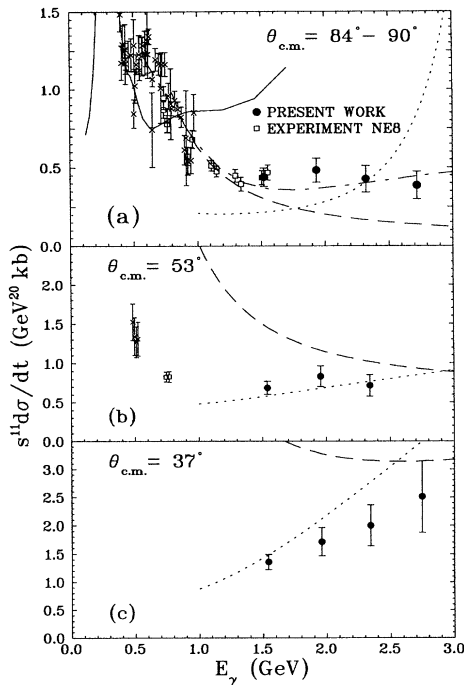 1.5
θc.m. = 84°– 90°
1.0
● PRESENT WORK
□ EXPERIMENT NE8
0.5
(a)
0.0
θc.m. = 53°
2.0
1.5
1.0
0.5
(b)
0.0
θc.m. = 37°
3.0
2.5
2.0
1.5
1.0
0.5
(c)
0.0
0.0 0.5 1.0 1.5 2.0 2.5 3.0
Eγ (GeV)
s¹¹dσ/dt (GeV²⁰ kb)